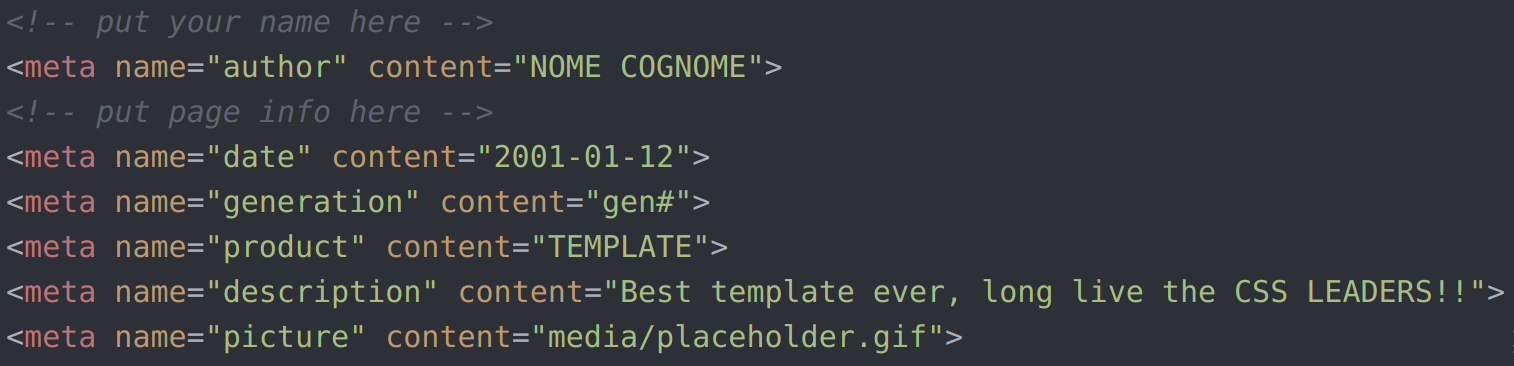 <!-- put your name here -->
<meta name="author" content="NOME COGNOME">
<!-- put page info here -->
<meta name="date" content="2001-01-12">
<meta name="generation" content="gen#">
<meta name="product" content="TEMPLATE">
<meta name="description" content="Best template ever, long live the CSS LEADERS!!">
<meta name="picture" content="media/placeholder.gif">